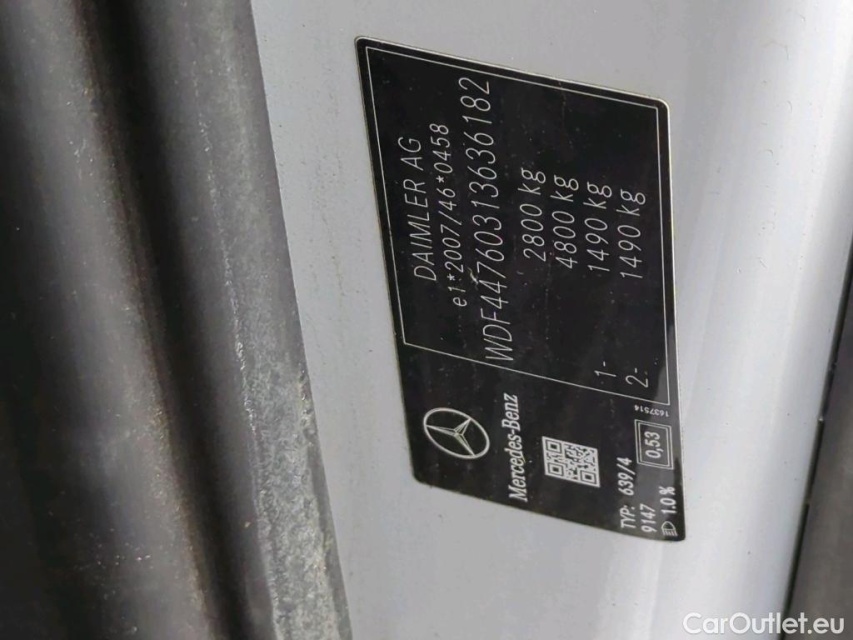 DAIMLER AG
e1*2007/46*0458
WDF44760313636182
2800 kg
4800 kg
1- 1490 kg
2- 1490 kg
Mercedes-Benz
1637514
TYP: 639/4
0,53
9147
1.0 %
CarOutlet.eu